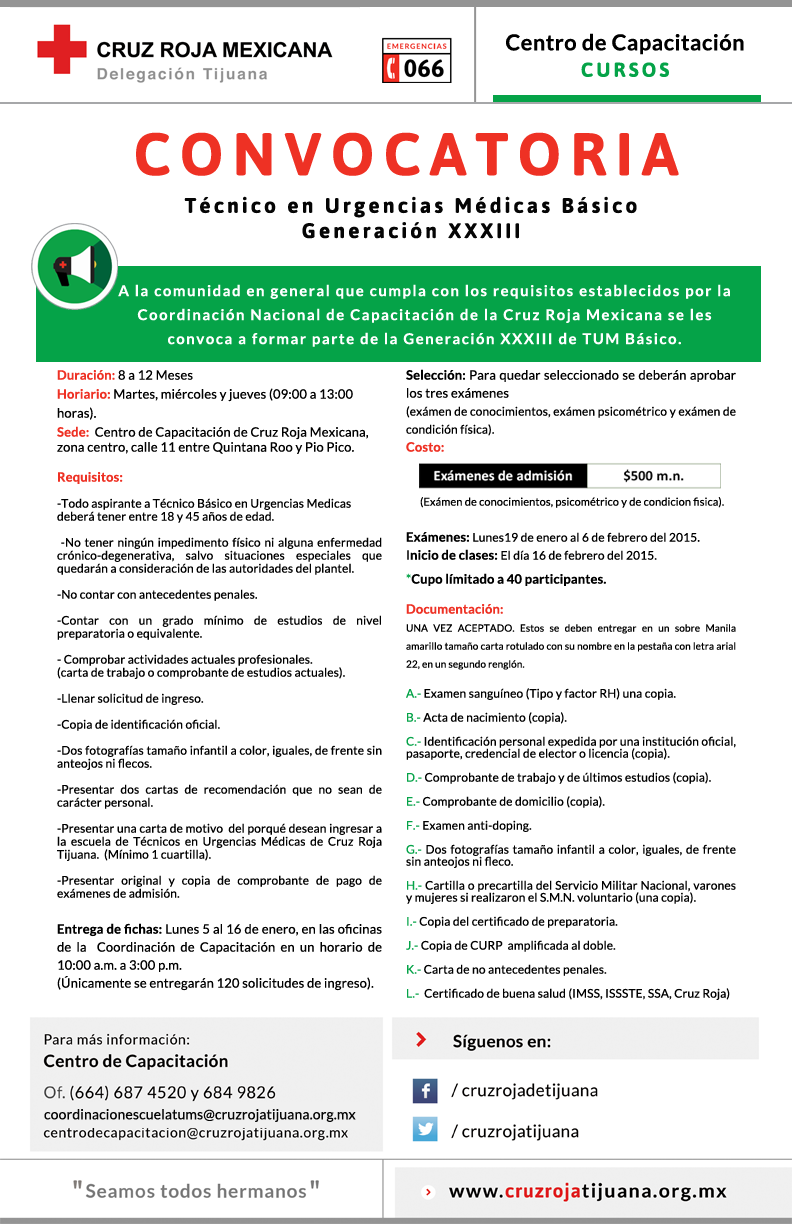 CRUZ ROJA MEXICANA
Delegación Tijuana
EMERGENCIAS
066
Centro de Capacitación
CURSOS
CONVOCATORIA
Técnico en Urgencias Médicas Básico
Generación XXXIII
A la comunidad en general que cumpla con los requisitos establecidos por la
Coordinación Nacional de Capacitación de la Cruz Roja Mexicana se les
convoca a formar parte de la Generación XXXIII de TUM Básico.
Duración: 8 a 12 Meses
Horiario: Martes, miércoles y jueves (09:00 a 13:00
horas).
Sede: Centro de Capacitación de Cruz Roja Mexicana,
zona centro, calle 11 entre Quintana Roo y Pio Pico.
Requisitos:
-Todo aspirante a Técnico Básico en Urgencias Medicas
deberá tener entre 18 y 45 años de edad.
-No tener ningún impedimento físico ni alguna enfermedad
crónico-degenerativa, salvo situaciones especiales que
quedarán a consideración de las autoridades del plantel.
-No contar con antecedentes penales.
-Contar con un grado mínimo de estudios de nivel
preparatoria o equivalente.
- Comprobar actividades actuales profesionales.
(carta de trabajo o comprobante de estudios actuales).
-Llenar solicitud de ingreso.
-Copia de identificación oficial.
-Dos fotografías tamaño infantil a color, iguales, de frente sin
anteojos ni flecos.
-Presentar dos cartas de recomendación que no sean de
carácter personal.
-Presentar una carta de motivo del porqué desean ingresar a
la escuela de Técnicos en Urgencias Médicas de Cruz Roja
Tijuana. (Mínimo 1 cuartilla).
-Presentar original y copia de comprobante de pago de
exámenes de admisión.
Entrega de fichas: Lunes 5 al 16 de enero, en las oficinas
de la Coordinación de Capacitación en un horario de
10:00 a.m. a 3:00 p.m.
(Únicamente se entregarán 120 solicitudes de ingreso).
Selección: Para quedar seleccionado se deberán aprobar
los tres exámenes
(exámen de conocimientos, exámen psicométrico y exámen de
condición física).
Costo:
Exámenes de admisión $500 m.n.
(Exámen de conocimientos, psicométrico y de condicion fisica).
Exámenes: Lunes19 de enero al 6 de febrero del 2015.
Inicio de clases: El día 16 de febrero del 2015.
*Cupo límitado a 40 participantes.
Documentación:
UNA VEZ ACEPTADO. Estos se deben entregar en un sobre Manila
amarillo tamaño carta rotulado con su nombre en la pestaña con letra arial
22, en un segundo renglón.
A.- Examen sanguíneo (Tipo y factor RH) una copia.
B.- Acta de nacimiento (copia).
C.- Identificación personal expedida por una institución oficial,
pasaporte, credencial de elector o licencia (copia).
D.- Comprobante de trabajo y de últimos estudios (copia).
E.- Comprobante de domicilio (copia).
F.- Examen anti-doping.
G.- Dos fotografías tamaño infantil a color, iguales, de frente
sin anteojos ni fleco.
H.- Cartilla o precartilla del Servicio Militar Nacional, varones
y mujeres si realizaron el S.M.N. voluntario (una copia).
I.- Copia del certificado de preparatoria.
J.- Copia de CURP amplificada al doble.
K.- Carta de no antecedentes penales.
L.- Certificado de buena salud (IMSS, ISSSTE, SSA, Cruz Roja)
Para más información:
Centro de Capacitación
Of. (664) 687 4520 y 684 9826
coordinacionescuelatums@cruzrojatijuana.org.mx
centrodecapacitacion@cruzrojatijuana.org.mx
Síguenos en:
f / cruzrojadetijuana
/ cruzrojatijuana
"Seamos todos hermanos"
www.cruzrojatijuana.org.mx